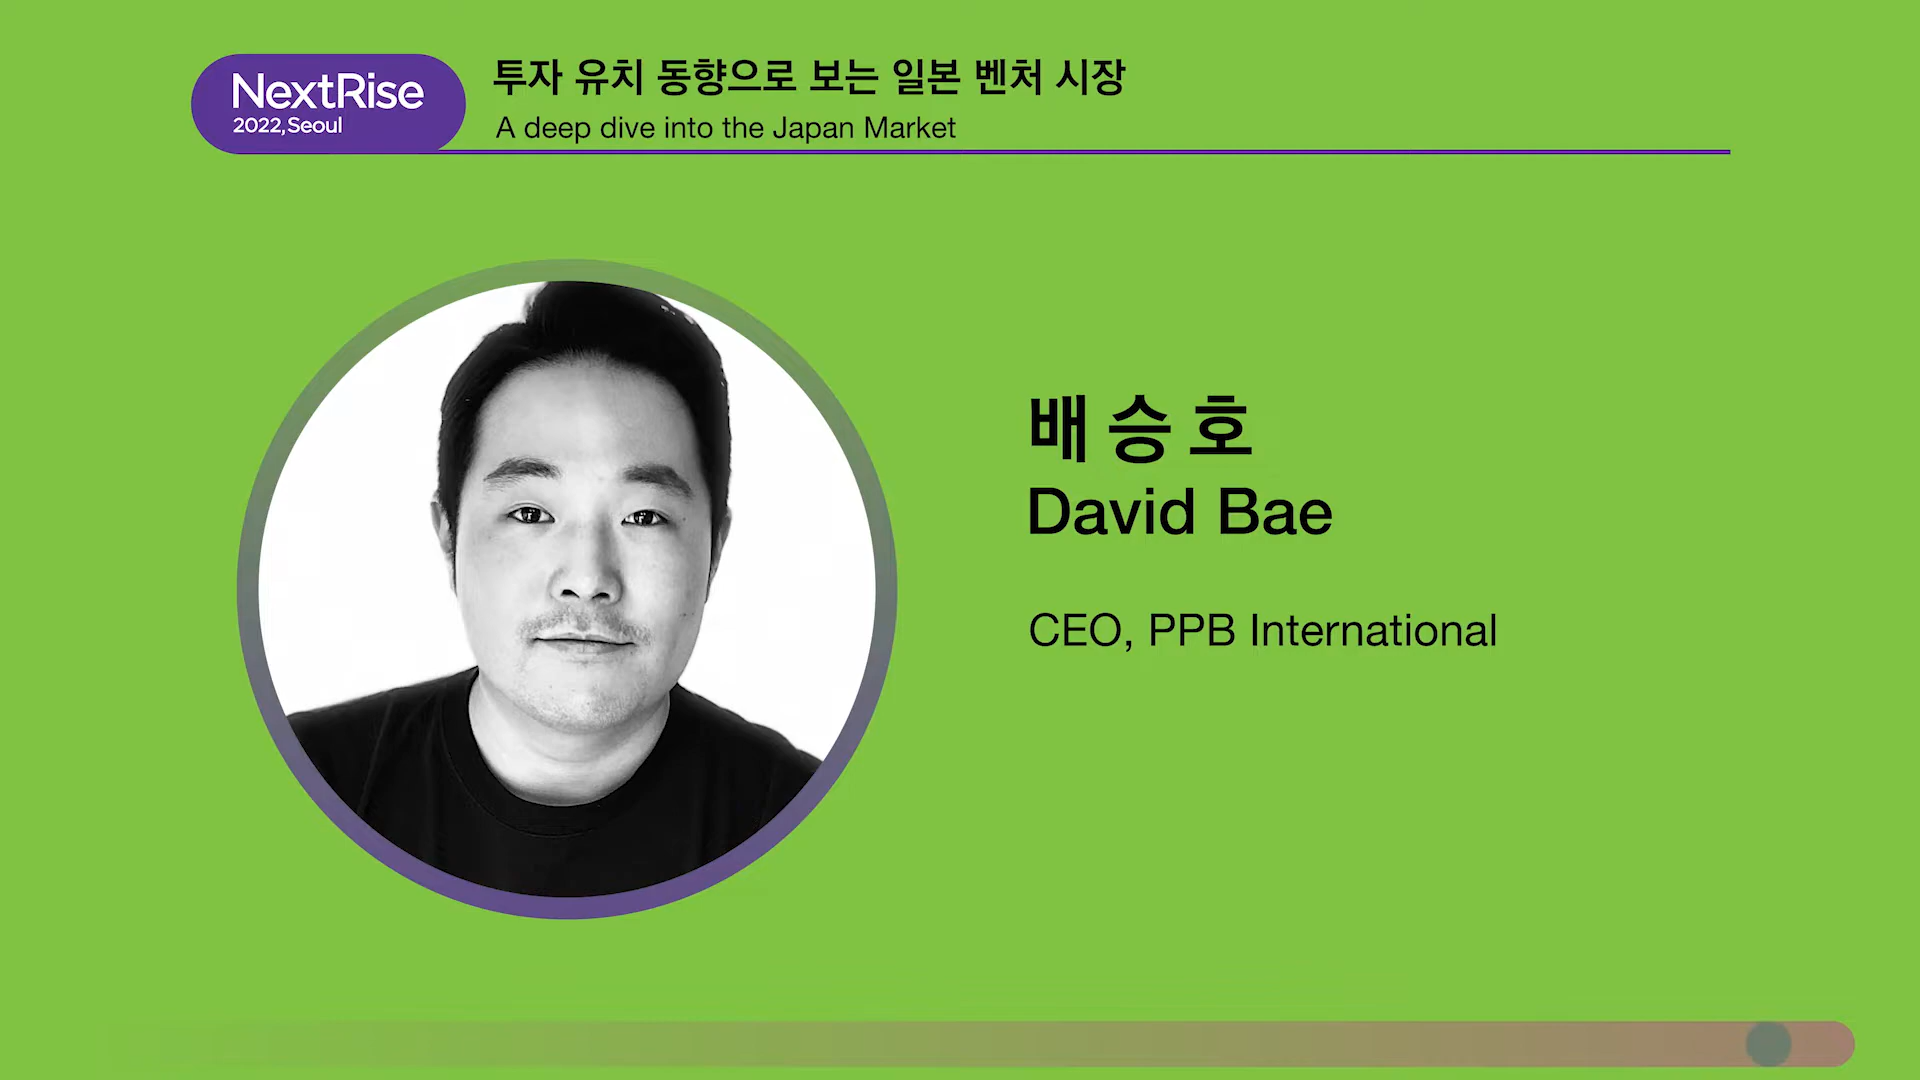 NextRise
2022,Seoul
투자 유치 동향으로 보는 일본 벤처 시장
A deep dive into the Japan Market
배승호
David Bae
CEO, PPB International